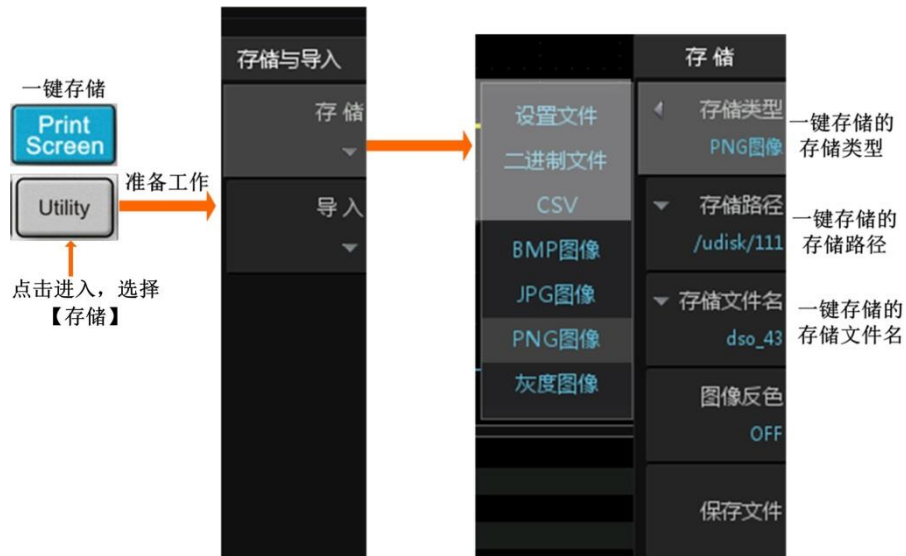 一键存储
Print
Screen
Utility
准备工作
点击进入，选择
【存储】
存储与导入
存 储
导 入
设置文件
二进制文件
CSV
BMP图像
JPG图像
PNG图像
灰度图像
存 储
存储类型
PNG图像
存储路径
/udisk/111
存储文件名
dso_43
图像反色
OFF
保存文件
一键存储的
存储类型
一键存储的
存储路径
一键存储的
存储文件名